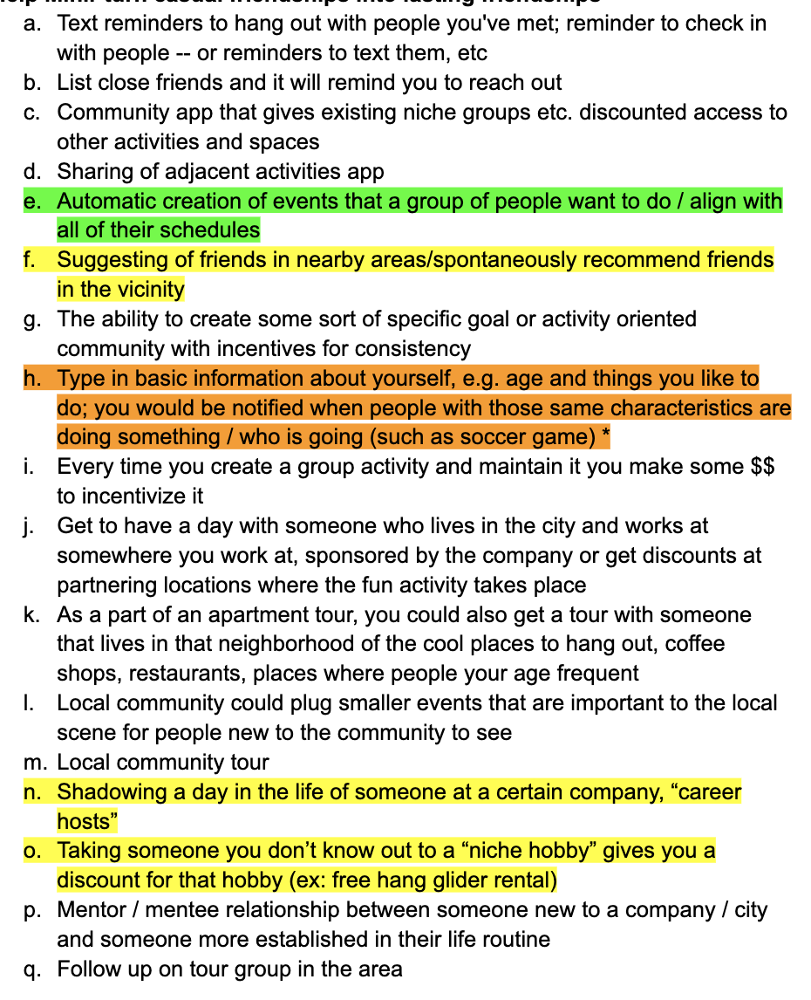 a. Text reminders to hang out with people you've met; reminder to check in
with people -- or reminders to text them, etc
b. List close friends and it will remind you to reach out
c. Community app that gives existing niche groups etc. discounted access to
other activities and spaces
d. Sharing of adjacent activities app
e. Automatic creation of events that a group of people want to do / align with
all of their schedules
f. Suggesting of friends in nearby areas/spontaneously recommend friends
in the vicinity
g. The ability to create some sort of specific goal or activity oriented
community with incentives for consistency
h. Type in basic information about yourself, e.g. age and things you like to
do; you would be notified when people with those same characteristics are
doing something / who is going (such as soccer game) *
i. Every time you create a group activity and maintain it you make some $$
to incentivize it
j. Get to have a day with someone who lives in the city and works at
somewhere you work at, sponsored by the company or get discounts at
partnering locations where the fun activity takes place
k. As a part of an apartment tour, you could also get a tour with someone
that lives in that neighborhood of the cool places to hang out, coffee
shops, restaurants, places where people your age frequent
l. Local community could plug smaller events that are important to the local
scene for people new to the community to see
m. Local community tour
n. Shadowing a day in the life of someone at a certain company, “career
hosts”
o. Taking someone you don’t know out to a “niche hobby” gives you a
discount for that hobby (ex: free hang glider rental)
p. Mentor / mentee relationship between someone new to a company / city
and someone more established in their life routine
q. Follow up on tour group in the area